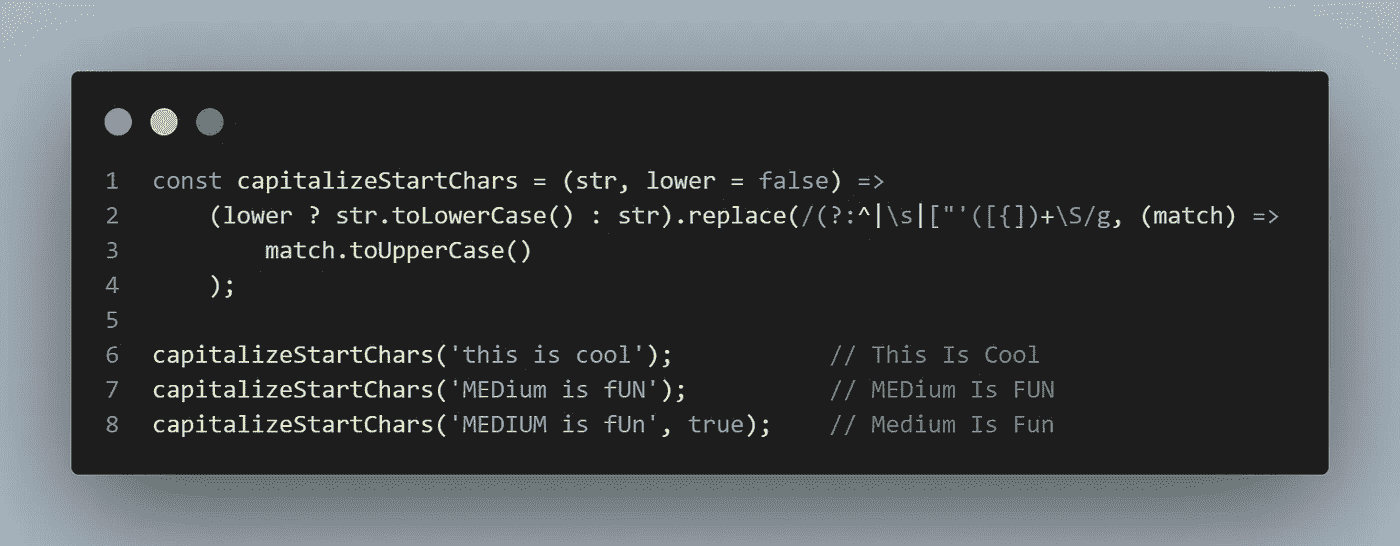 1 const capitalizeStartChars = (str, lower = false) =>
2     (lower ? str.toLowerCase() : str).replace(/(?:^|\s|["'([{])+\S/g, (match) =>
3         match.toUpperCase()
4     );
5
6 capitalizeStartChars('this is cool');           // This Is Cool
7 capitalizeStartChars('MEDium is fUN');          // MEDium Is FUN
8 capitalizeStartChars('MEDIUM is fUn', true);    // Medium Is Fun